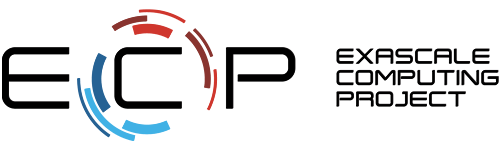 ECP
EXASCALE
COMPUTING
PROJECT